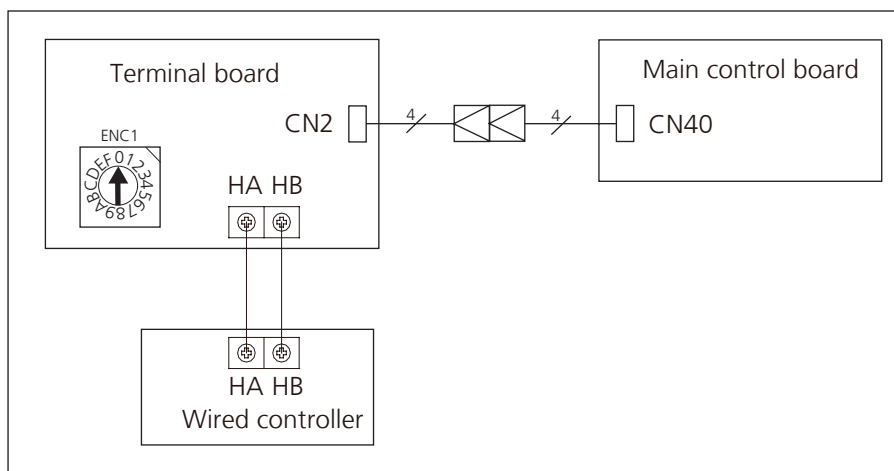 Terminal board
Main control board
CN2
4
4
CN40
ENC1
0123456789ABCDEF
HA HB
HA HB
Wired controller